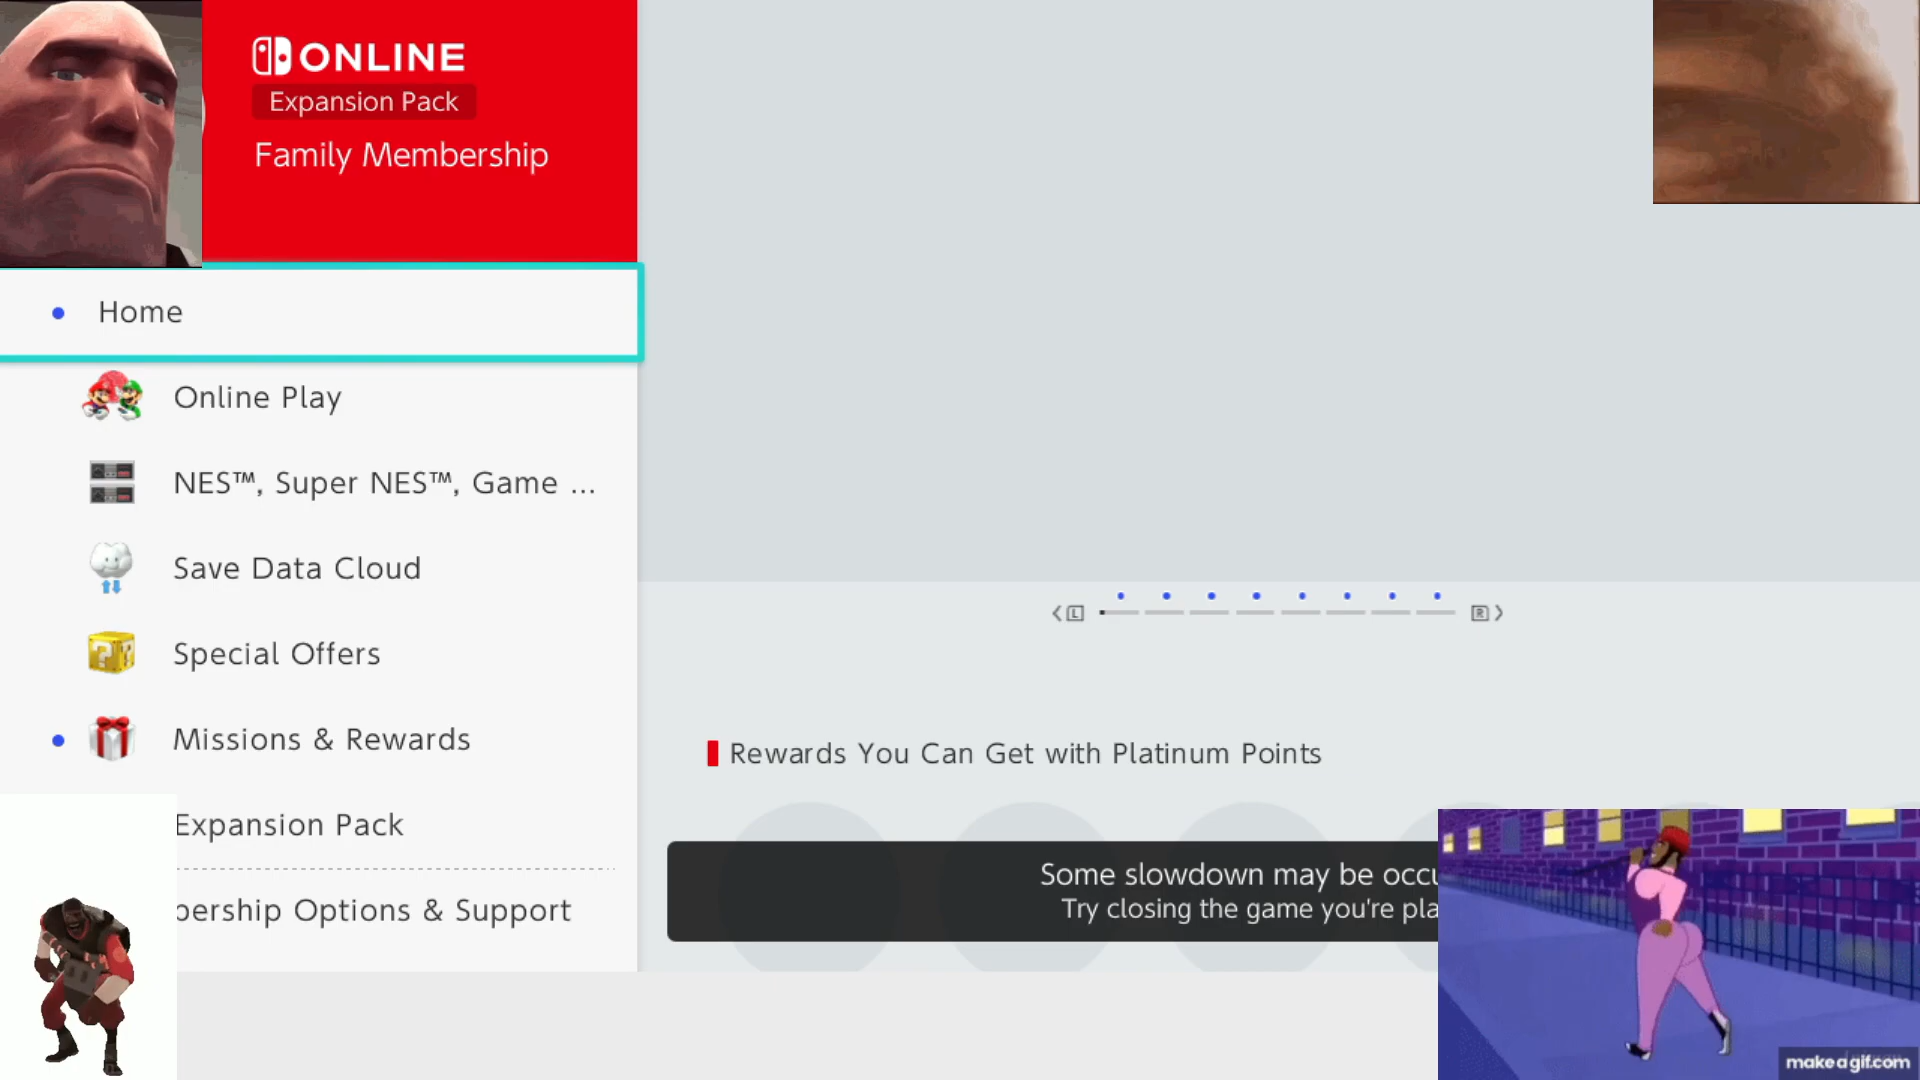 ONLINE
Expansion Pack
Family Membership
Home
Online Play
NES™, Super NES™, Game ...
Save Data Cloud
Special Offers
Missions & Rewards
Expansion Pack
bership Options & Support
L
R
Rewards You Can Get with Platinum Points
Some slowdown may be occu
Try closing the game you're pla
makeagif.com